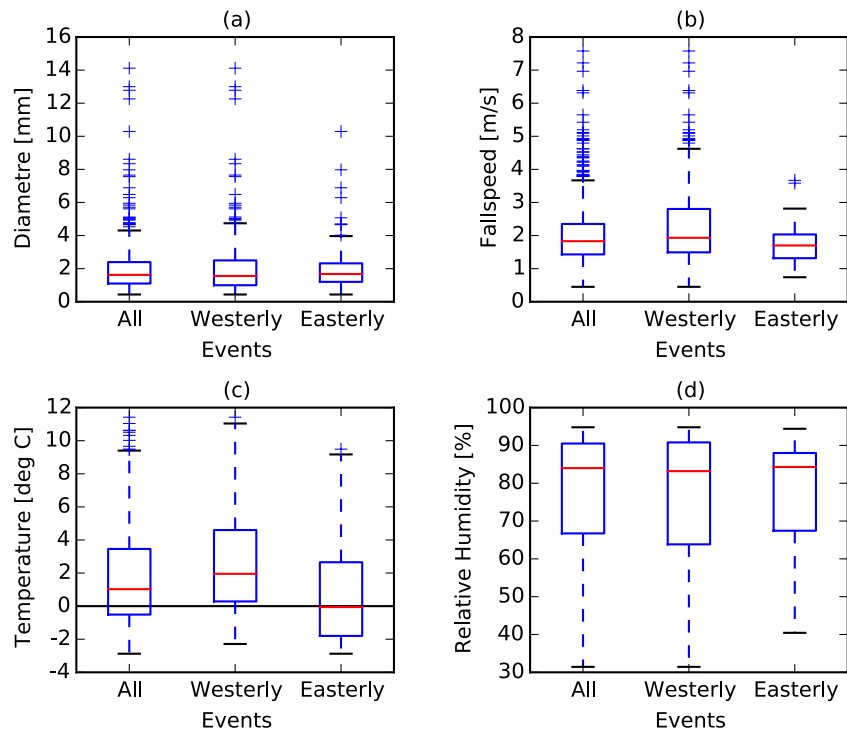 (a)
16
14
12
10
8
6
4
2
0
Diametre [mm]
All Westerly Easterly
Events
(b)
8
7
6
5
4
3
2
1
0
Fallspeed [m/s]
All Westerly Easterly
Events
(c)
12
10
8
6
4
2
0
-2
-4
Temperature [deg C]
All Westerly Easterly
Events
(d)
100
90
80
70
60
50
40
30
Relative Humidity [%]
All Westerly Easterly
Events